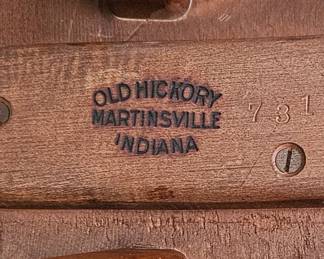 OLD HICKORY
MARTINSVILLE
INDIANA
731